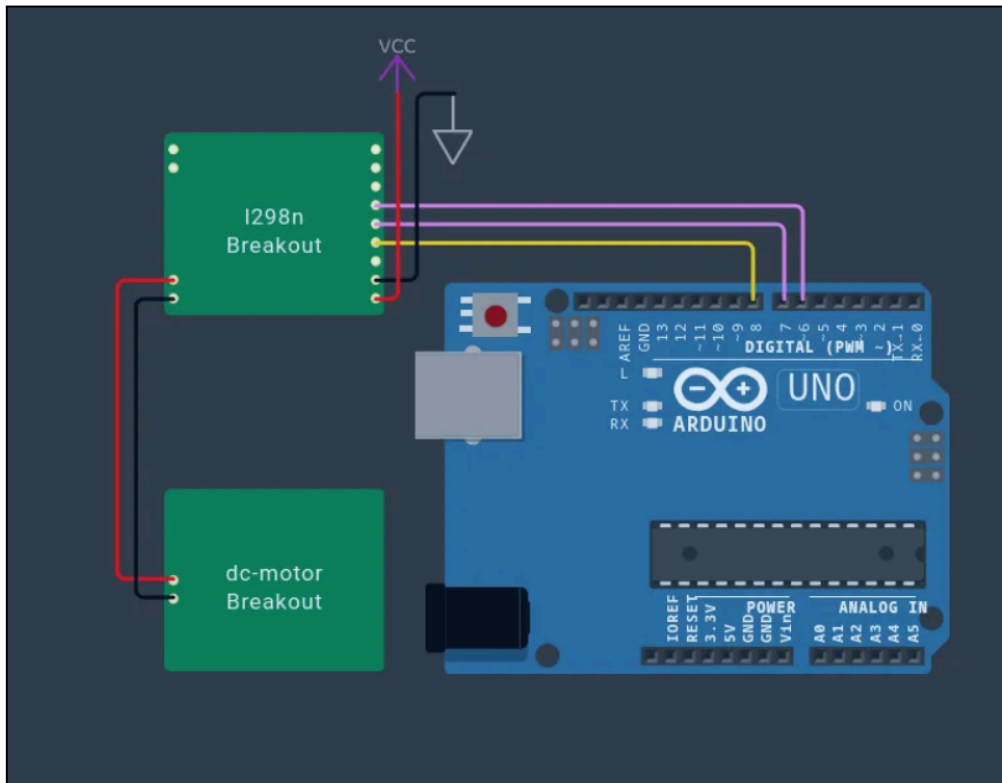 VCC
l298n
Breakout
AREF
GND
13
12
~11
~10
~9
8
7
~6
~5
4
~3
~2
TX→1
RX←0
DIGITAL (PWM ~)
L
TX
RX
UNO
ARDUINO
ON
dc-motor
Breakout
IOREF
RESET
3.3V
5V
GND
GND
Vin
POWER
ANALOG IN
A0
A1
A2
A3
A4
A5